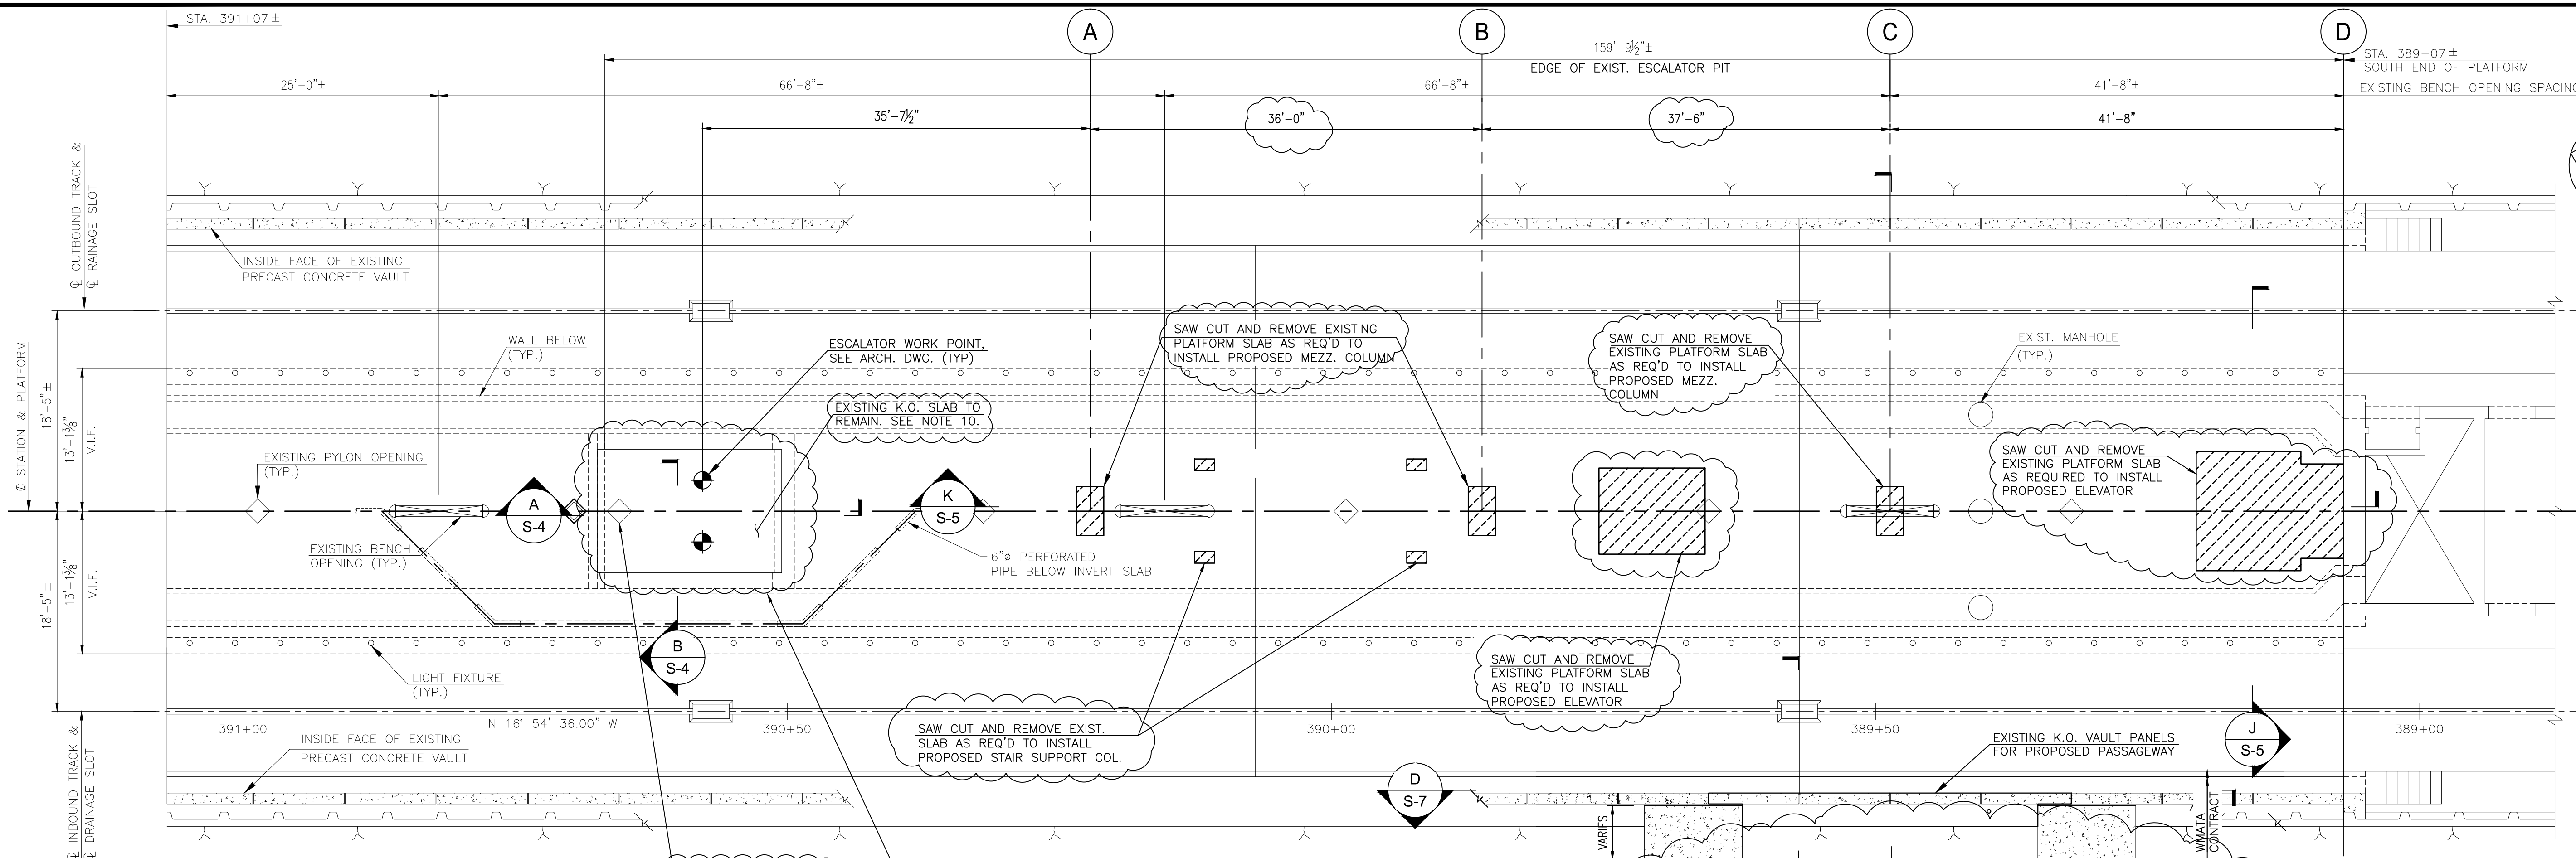 STA. 391+07 ±
A
B
C
D
159'-9½"±
EDGE OF EXIST. ESCALATOR PIT
STA. 389+07 ±
SOUTH END OF PLATFORM
EXISTING BENCH OPENING SPACING
25'-0"±
66'-8"±
66'-8"±
41'-8"±
35'-7½"
36'-0"
37'-6"
41'-8"
℄ OUTBOUND TRACK &
℄ RAINAGE SLOT
INSIDE FACE OF EXISTING
PRECAST CONCRETE VAULT
WALL BELOW
(TYP.)
ESCALATOR WORK POINT,
SEE ARCH. DWG. (TYP)
SAW CUT AND REMOVE EXISTING
PLATFORM SLAB AS REQ'D TO
INSTALL PROPOSED MEZZ. COLUMN
SAW CUT AND REMOVE
EXISTING PLATFORM SLAB
AS REQ'D TO INSTALL
PROPOSED MEZZ.
COLUMN
EXIST. MANHOLE
(TYP.)
EXISTING K.O. SLAB TO
REMAIN. SEE NOTE 10.
℄ STATION & PLATFORM
18'-5"±
13'-1⅜"
V.I.F.
EXISTING PYLON OPENING
(TYP.)
SAW CUT AND REMOVE
EXISTING PLATFORM SLAB
AS REQUIRED TO INSTALL
PROPOSED ELEVATOR
A
S-4
K
S-5
EXISTING BENCH
OPENING (TYP.)
6"ø PERFORATED
PIPE BELOW INVERT SLAB
18'-5"±
13'-1⅜"
V.I.F.
B
S-4
LIGHT FIXTURE
(TYP.)
SAW CUT AND REMOVE
EXISTING PLATFORM SLAB
AS REQ'D TO INSTALL
PROPOSED ELEVATOR
391+00
N 16° 54' 36.00" W
390+50
390+00
389+50
389+00
SAW CUT AND REMOVE EXIST.
SLAB AS REQ'D TO INSTALL
PROPOSED STAIR SUPPORT COL.
INSIDE FACE OF EXISTING
PRECAST CONCRETE VAULT
EXISTING K.O. VAULT PANELS
FOR PROPOSED PASSAGEWAY
J
S-5
D
S-7
℄ INBOUND TRACK &
℄ DRAINAGE SLOT
VARIES
WMATA
CONTRACT